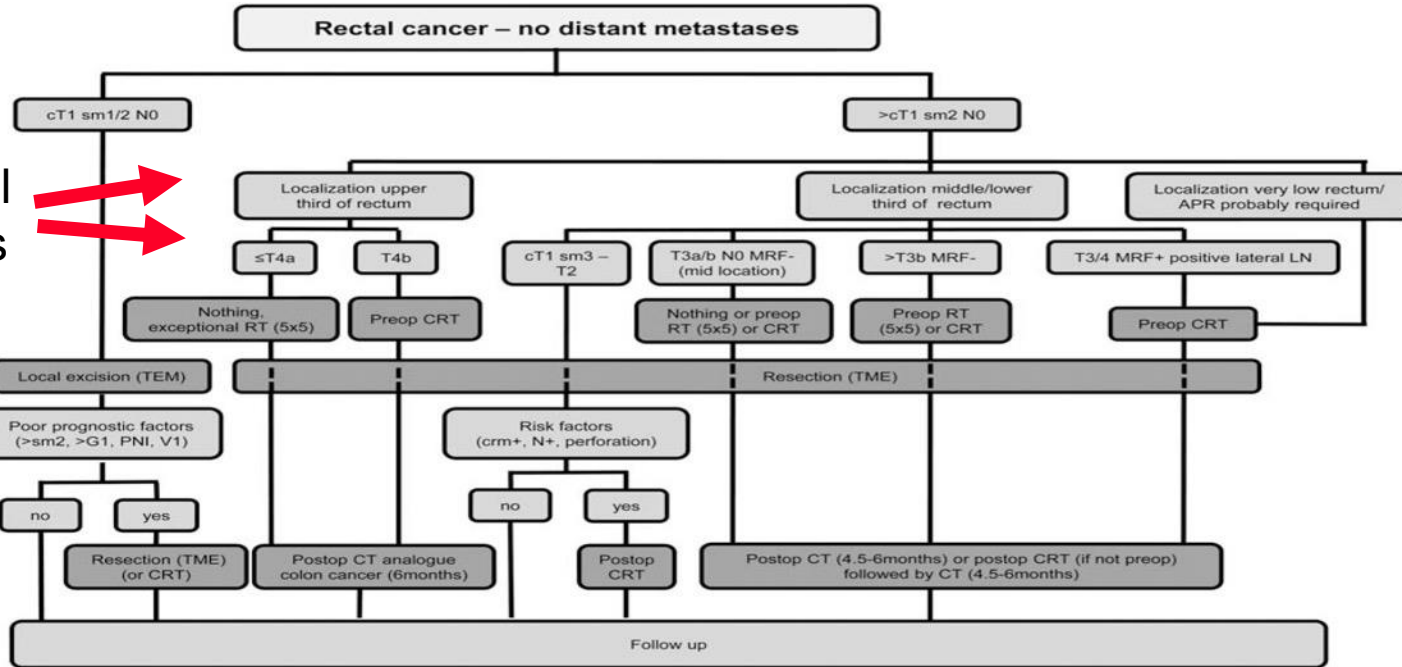 Rectal cancer – no distant metastases
cT1 sm1/2 N0
>cT1 sm2 N0
Localization upper
third of rectum
Localization middle/lower
third of rectum
Localization very low rectum/
APR probably required
≤T4a
T4b
cT1 sm3 –
T2
T3a/b N0 MRF-
(mid location)
>T3b MRF-
T3/4 MRF+ positive lateral LN
Nothing,
exceptional RT (5x5)
Preop CRT
Nothing or preop
RT (5x5) or CRT
Preop RT
(5x5) or CRT
Preop CRT
Local excision (TEM)
Resection (TME)
Poor prognostic factors
(>sm2, >G1, PNI, V1)
Risk factors
(crm+, N+, perforation)
no
yes
no
yes
Resection (TME)
(or CRT)
Postop CT analogue
colon cancer (6months)
Postop
CRT
Postop CT (4.5-6months) or postop CRT (if not preop)
followed by CT (4.5-6months)
Follow up